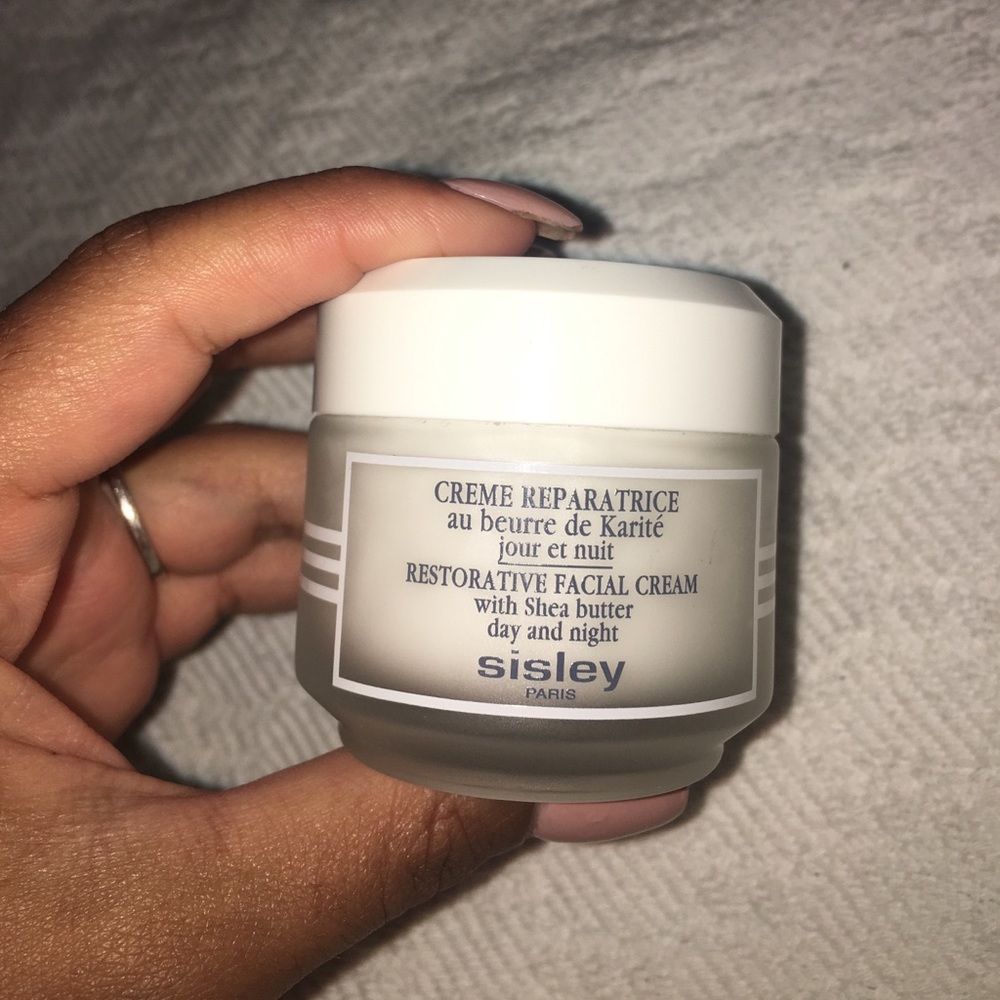 CREME REPARATRICE
au beurre de Karité
jour et nuit
RESTORATIVE FACIAL CREAM
with Shea butter
day and night
sisley
PARIS